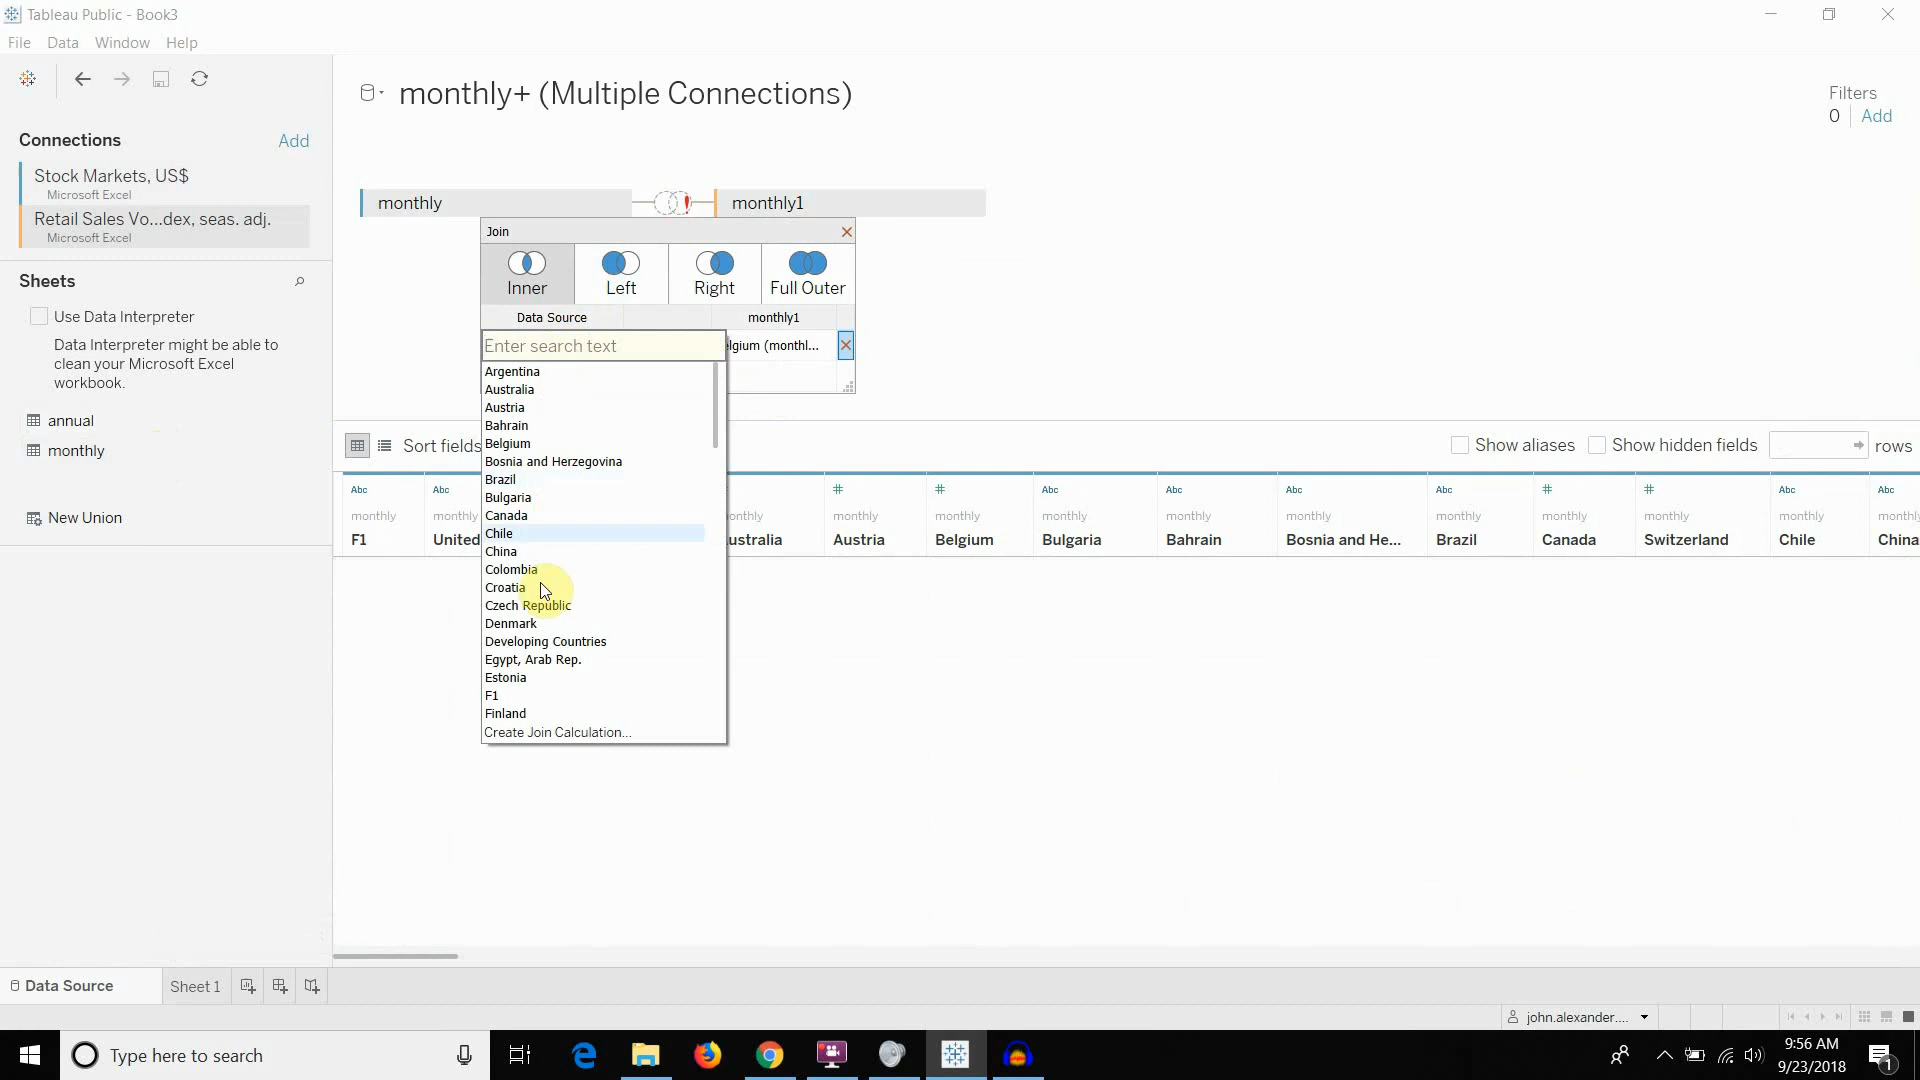 Tableau Public - Book3
File Data Window Help
Connections Add
Stock Markets, US$
Microsoft Excel
Retail Sales Vo...dex, seas. adj.
Microsoft Excel
Sheets
Use Data Interpreter
Data Interpreter might be able to
clean your Microsoft Excel
workbook.
annual
monthly
New Union
monthly+ (Multiple Connections)
Filters
0 Add
monthly
monthly1
Join
Inner Left Right Full Outer
Data Source monthly1
Enter search text
lgium (monthl...
Argentina
Australia
Austria
Bahrain
Belgium
Bosnia and Herzegovina
Brazil
Bulgaria
Canada
Chile
China
Colombia
Croatia
Czech Republic
Denmark
Developing Countries
Egypt, Arab Rep.
Estonia
F1
Finland
Create Join Calculation...
Sort fields
Show aliases Show hidden fields rows
Abc Abc # # Abc Abc Abc Abc # # Abc Abc
monthly monthly onthly monthly monthly monthly monthly monthly monthly monthly monthly monthly monthly
F1 United ustralia Austria Belgium Bulgaria Bahrain Bosnia and He... Brazil Canada Switzerland Chile China
Data Source Sheet 1
john.alexander....
Type here to search
9:56 AM
9/23/2018
1